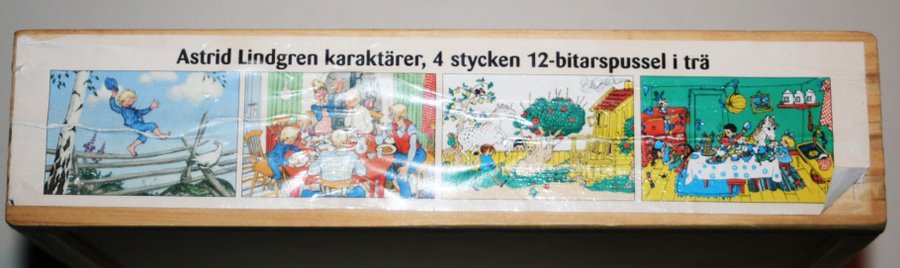 Astrid Lindgren karaktärer, 4 stycken 12-bitarspussel i trä